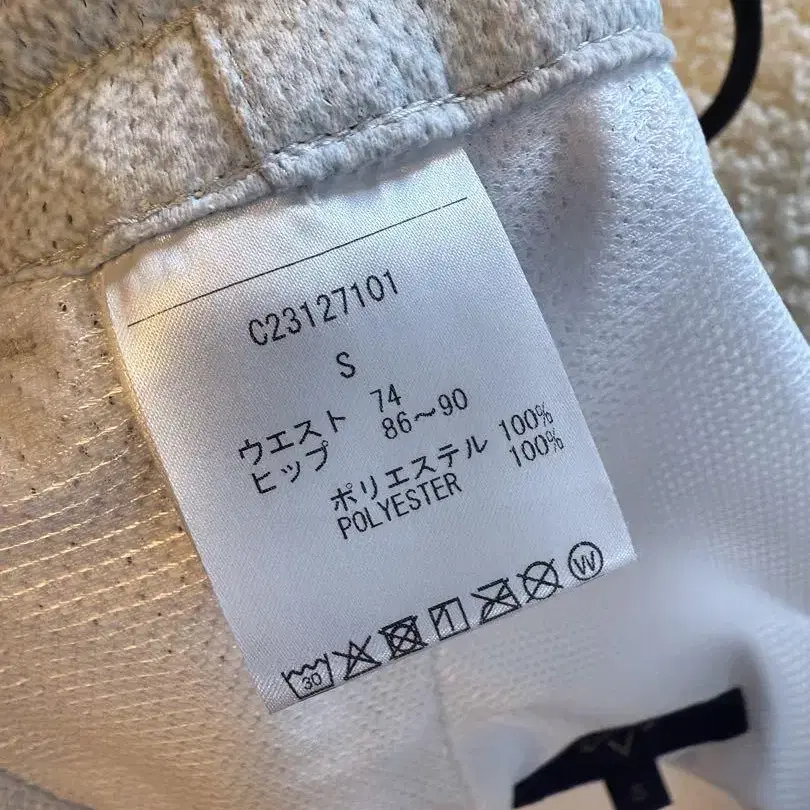 C23127101
S
ウエスト 74
ヒップ 86～90
ポリエステル 100%
POLYESTER 100%
30 W
S